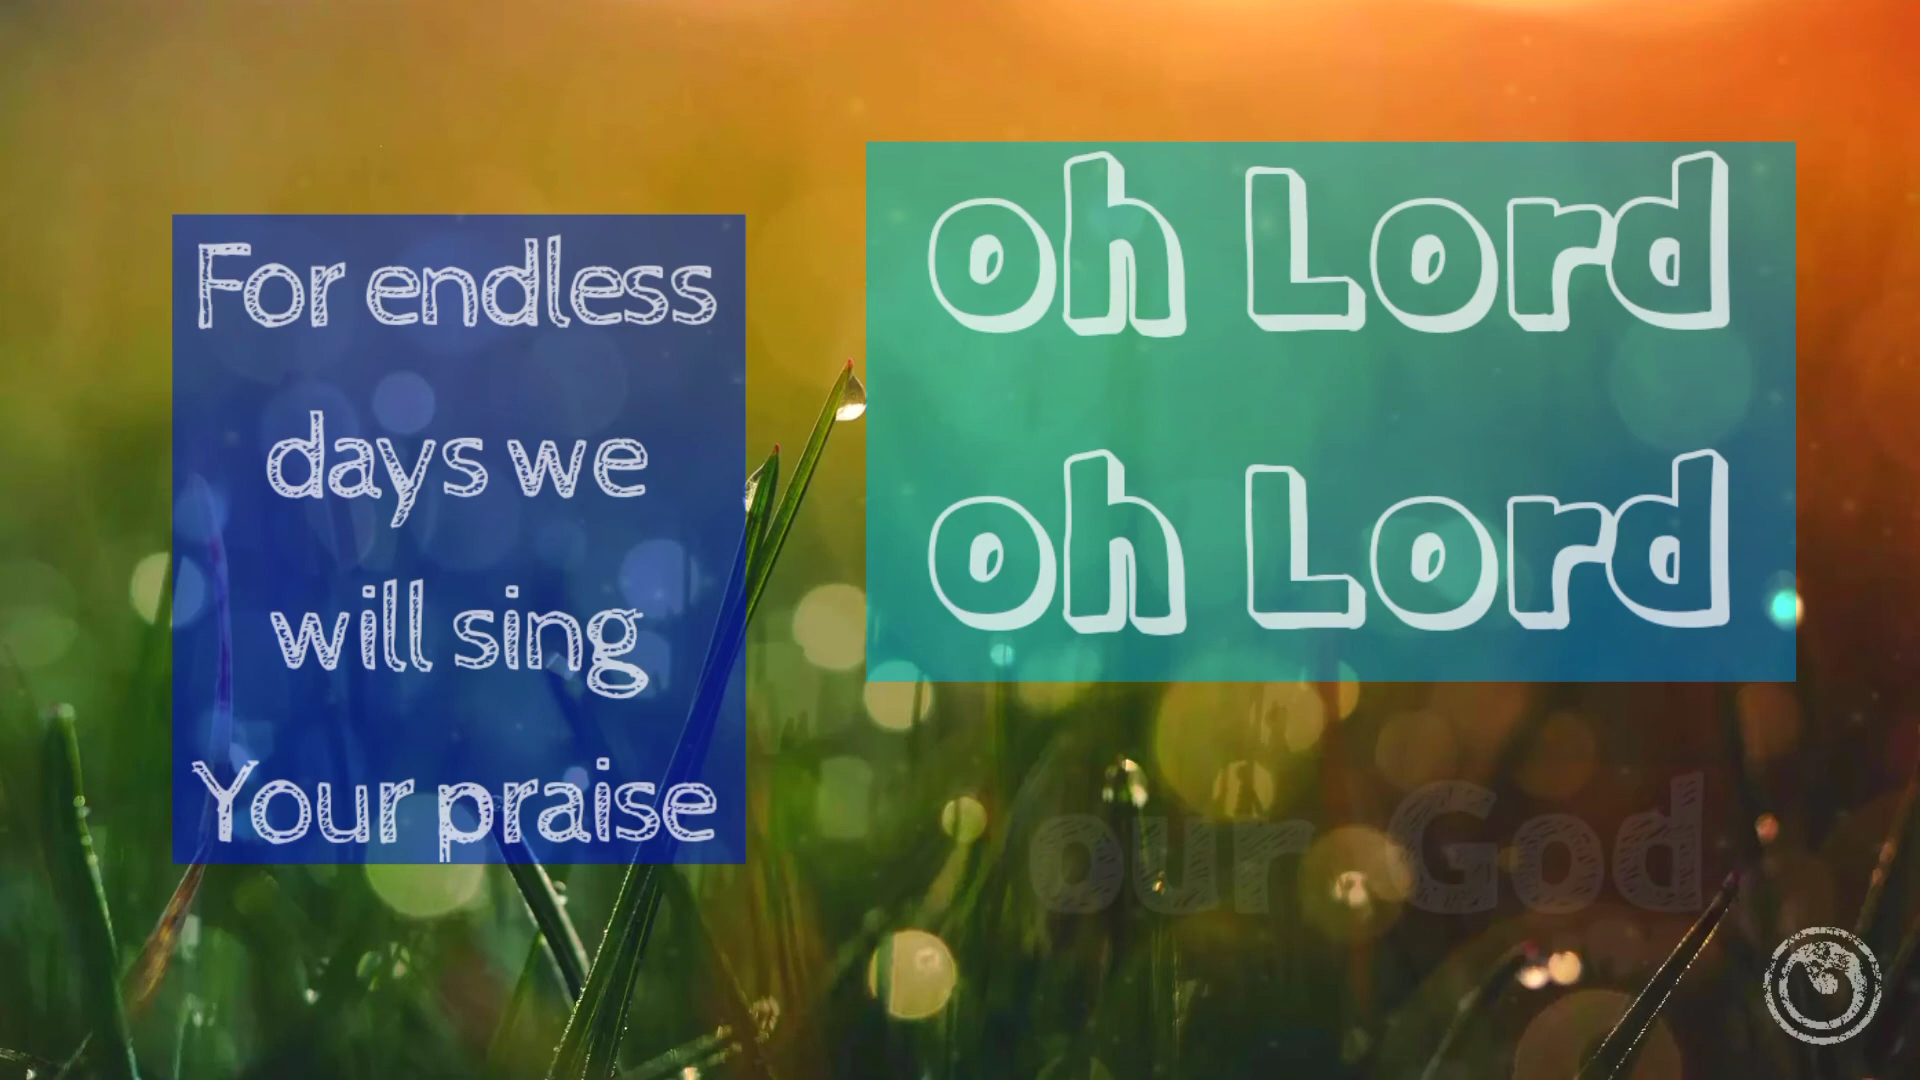 For endless
days we
will sing
Your praise
oh Lord
oh Lord
our God